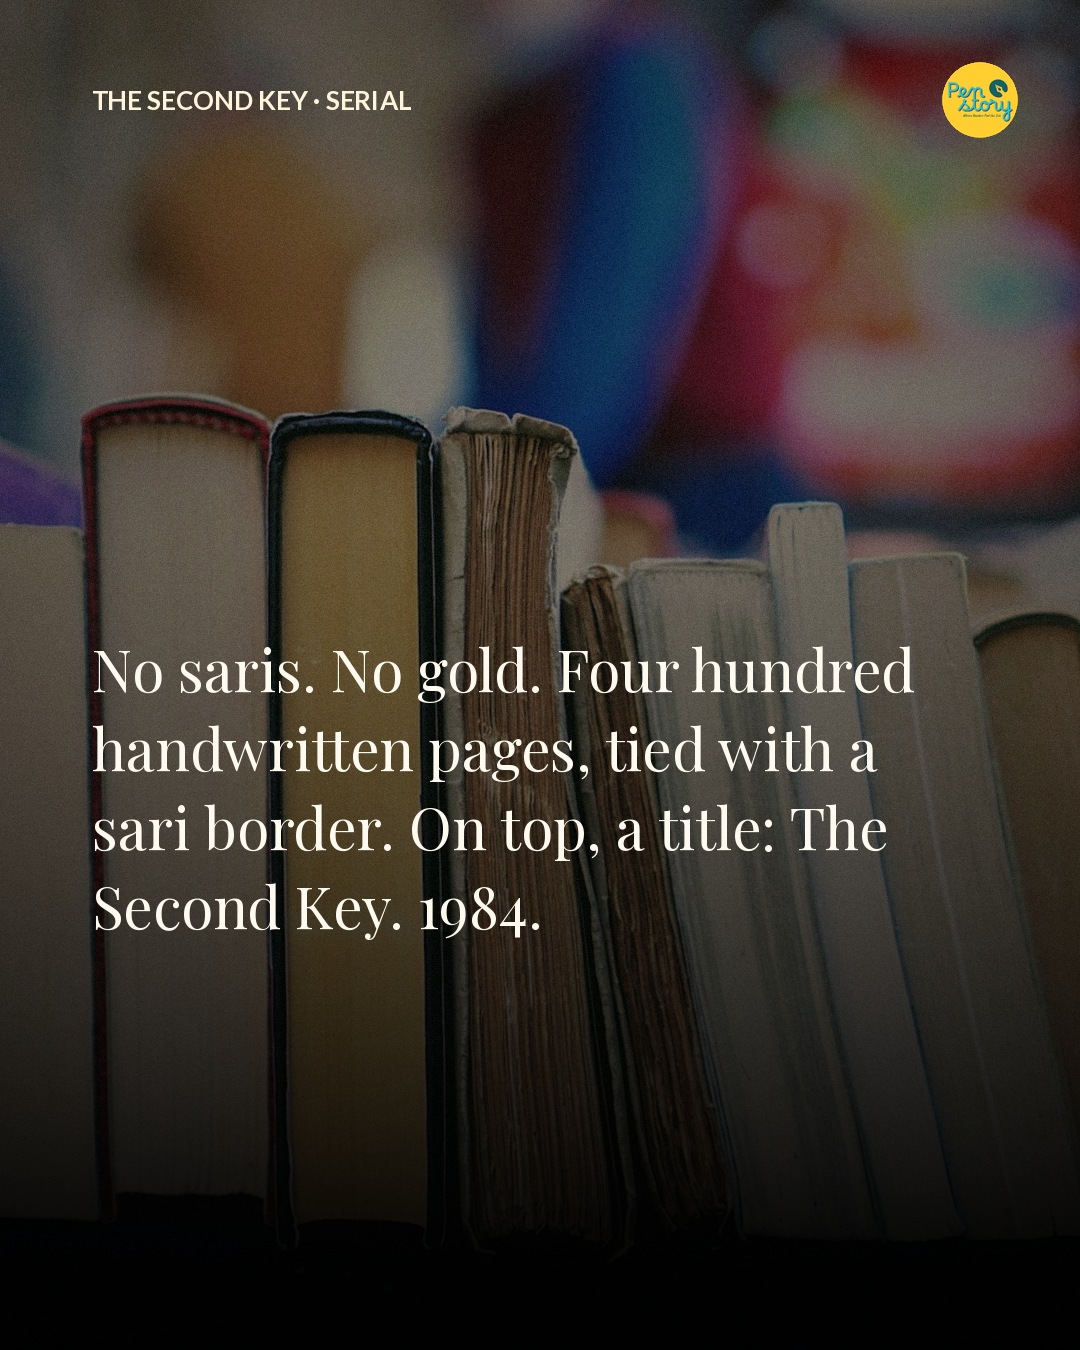 THE SECOND KEY · SERIAL
Pen
story
No saris. No gold. Four hundred
handwritten pages, tied with a
sari border. On top, a title: The
Second Key. 1984.